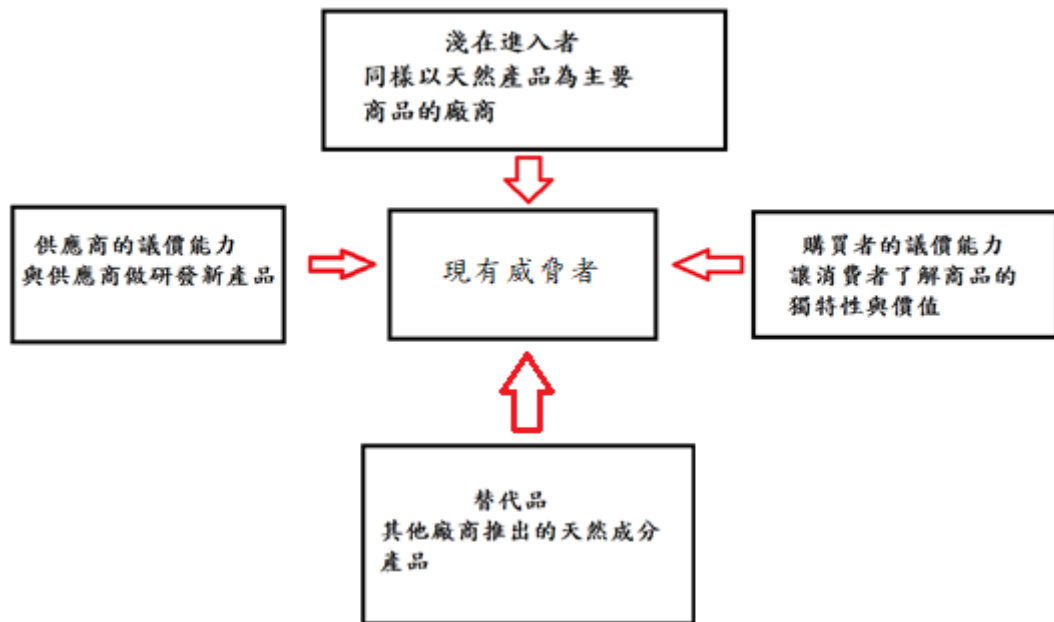 淺在進入者
同樣以天然產品為主要
商品的廠商
供應商的議價能力
與供應商做研發新產品
現有威脅者
購買者的議價能力
讓消費者了解商品的
獨特性與價值
替代品
其他廠商推出的天然成分
產品